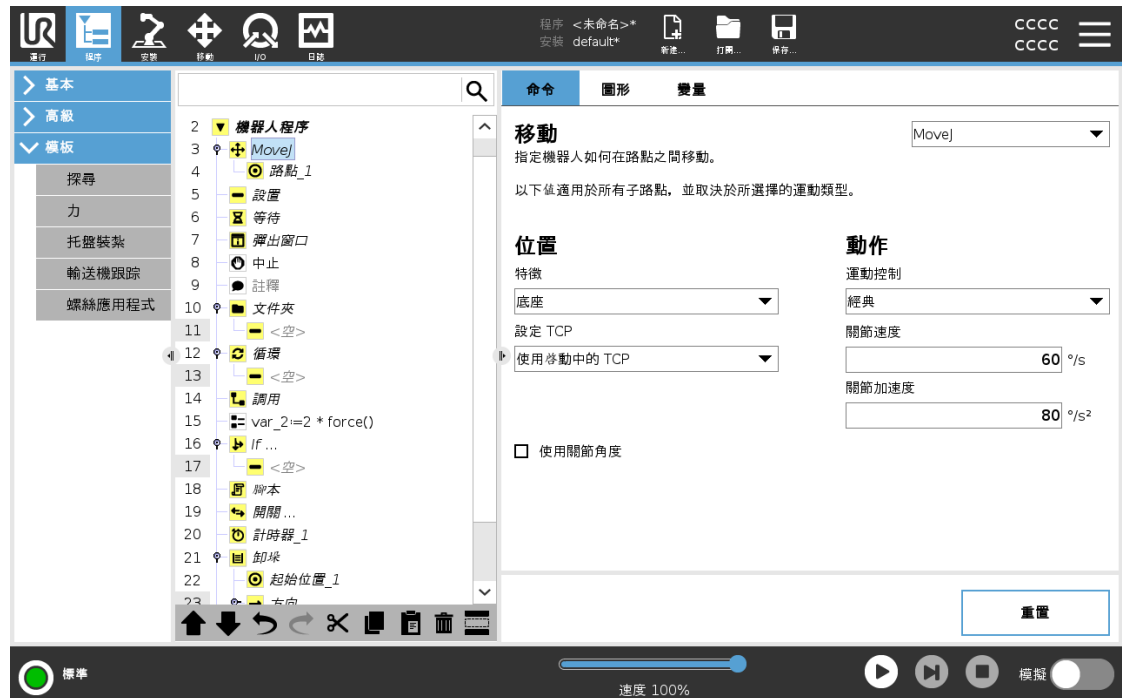 程序 <未命名>*
安裝 default*
新建...
打開...
保存...
CCCC
CCCC
運行
程序
安裝
移動
I/O
日誌
基本
高級
模板
探尋
力
托盤裝紮
輸送機跟踪
螺絲應用程式
2 機器人程序
3 MoveJ
4 路點_1
5 設置
6 等待
7 彈出窗口
8 中止
9 註釋
10 文件夾
11 <空>
12 循環
13 <空>
14 調用
15 var_2≔2 * force()
16 If ...
17 <空>
18 腳本
19 開關 ...
20 計時器_1
21 卸垛
22 起始位置_1
23 方向
命令
圖形
變量
移動
MoveJ
指定機器人如何在路點之間移動。
以下值適用於所有子路點，並取決於所選擇的運動類型。
位置
特徵
底座
設定 TCP
使用啓動中的 TCP
使用關節角度
動作
運動控制
經典
關節速度
60 °/s
關節加速度
80 °/s²
重置
標準
速度 100%
模擬